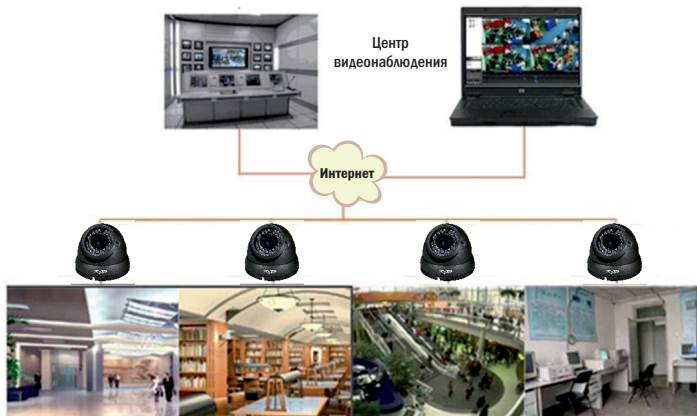 Центр
видеонаблюдения
Интернет